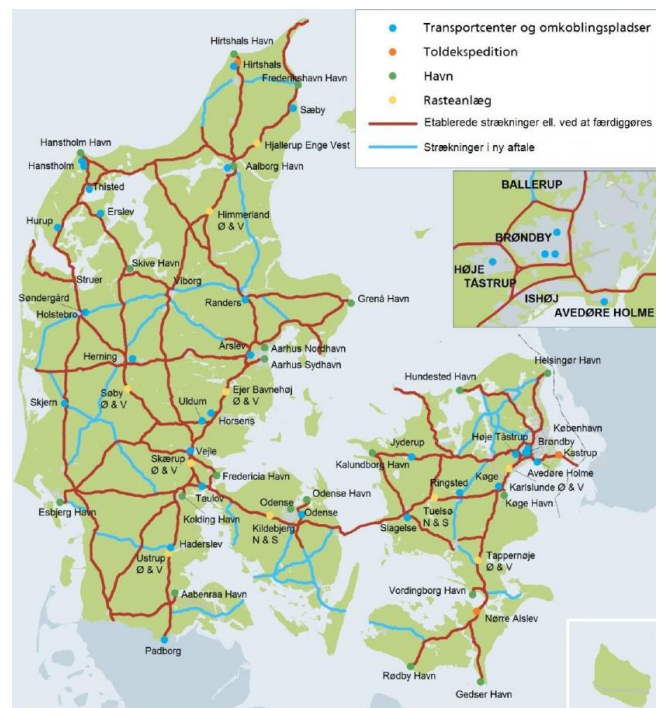 Transportcenter og omkoblingspladser
Toldekspedition
Havn
Rasteanlæg
Etablerede strækninger ell. ved at færdiggøres
Strækninger i ny aftale
BALLERUP
BRØNDBY
HØJE
TÅSTRUP
ISHØJ
AVEDØRE HOLME
Hirtshals Havn
Hirtshals
Frederikshavn Havn
Sæby
Hjallerup Enge Vest
Hanstholm Havn
Hanstholm
Aalborg Havn
Thisted
Erslev
Himmerland
Ø & V
Hurup
Skive Havn
Struer
Viborg
Søndergård
Holstebro
Randers
Grenå Havn
Årslev
Aarhus Nordhavn
Aarhus Sydhavn
Herning
Søby
Ø & V
Ejer Bavnehøj
Ø & V
Uldum
Horsens
Skjern
Vejle
Skærup
Ø & V
Fredericia Havn
Taulov
Kolding Havn
Esbjerg Havn
Haderslev
Ustrup
Ø & V
Aabenraa Havn
Padborg
Odense Havn
Odense
Odense
Kildebjerg
N & S
Helsingør Havn
Hundested Havn
København
Høje Tåstrup
Brøndby
Kastrup
Jyderup
Kalundborg Havn
Avedøre Holme
Køge
Karlslunde Ø & V
Ringsted
Køge Havn
Tuelsø
N & S
Slagelse
Tappernøje
Ø & V
Vordingborg Havn
Nørre Alslev
Rødby Havn
Gedser Havn